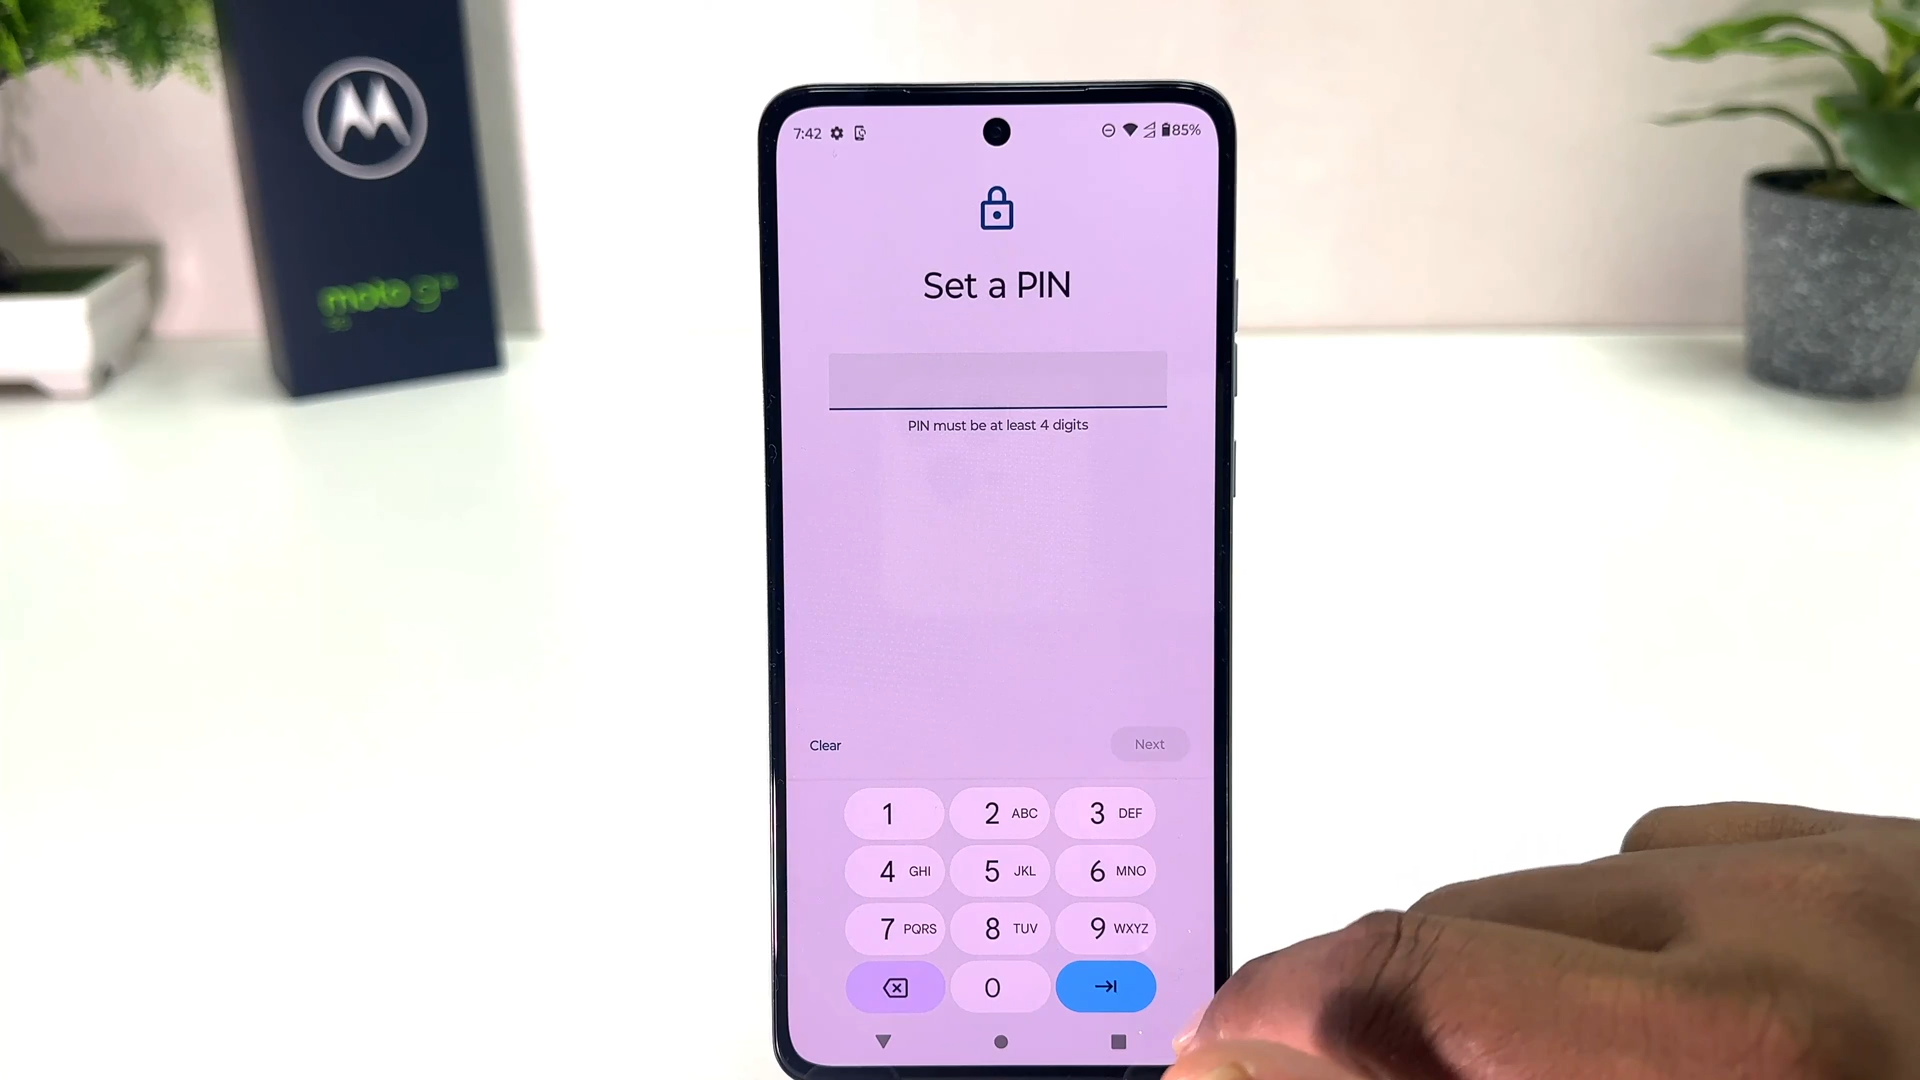 moto g
7:42
85%
Set a PIN
PIN must be at least 4 digits
Clear
Next
1
2 ABC
3 DEF
4 GHI
5 JKL
6 MNO
7 PQRS
8 TUV
9 WXYZ
0